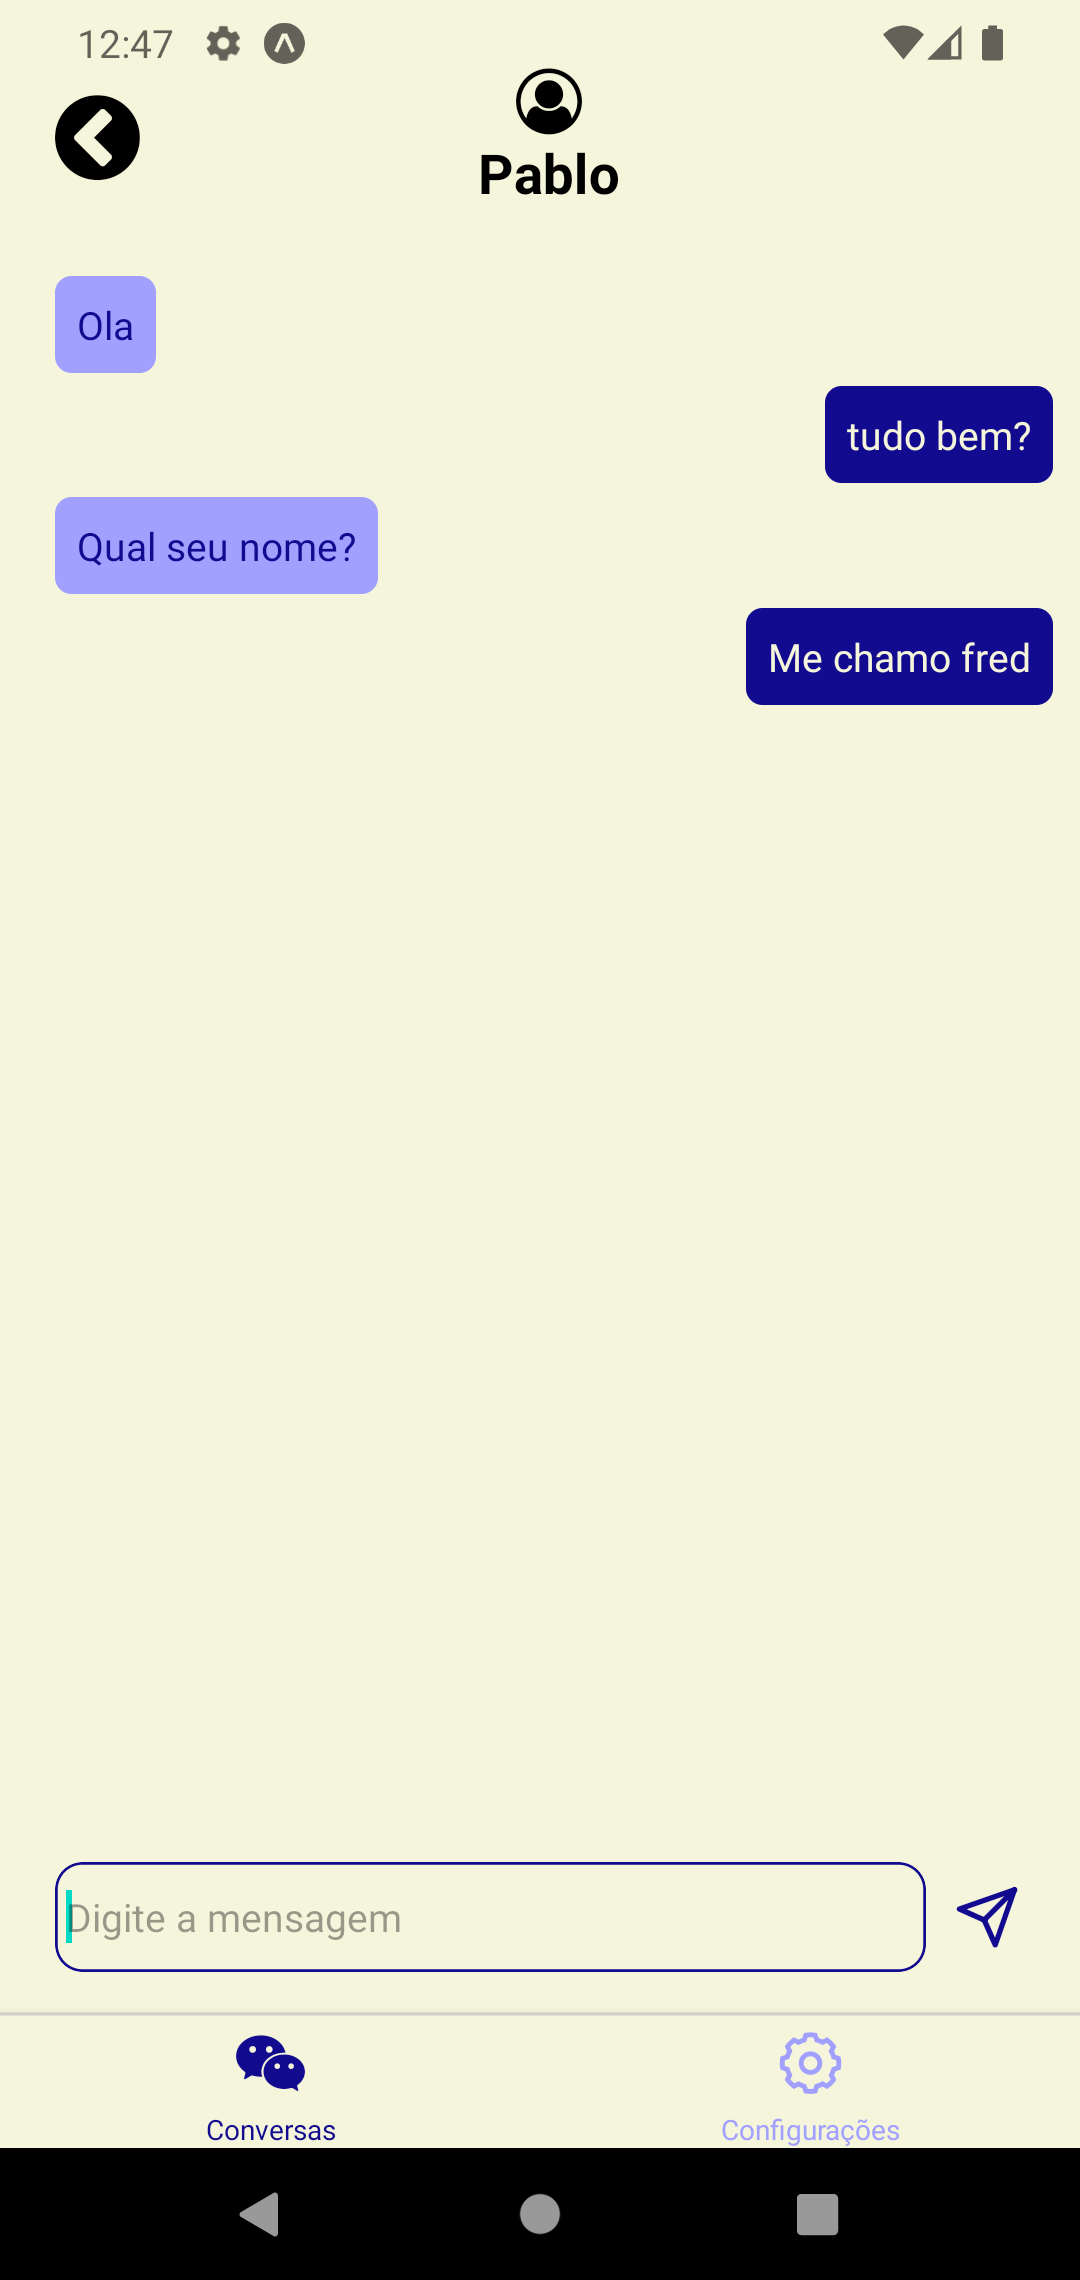 12:47
Pablo
Ola
tudo bem?
Qual seu nome?
Me chamo fred
Digite a mensagem
Conversas
Configurações